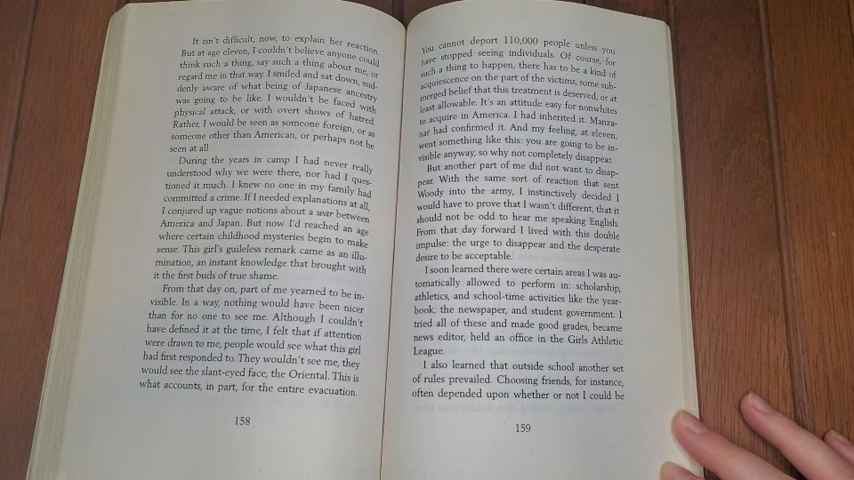 It isn't difficult, now, to explain her reaction.
But at age eleven, I couldn't believe anyone could
think such a thing, say such a thing about me, or
regard me in that way. I smiled and sat down, sud-
denly aware of what being of Japanese ancestry
was going to be like. I wouldn't be faced with
physical attack, or with overt shows of hatred.
Rather, I would be seen as someone foreign, or as
someone other than American, or perhaps not be
seen at all.
During the years in camp I had never really
understood why we were there, nor had I ques-
tioned it much. I knew no one in my family had
committed a crime. If I needed explanations at all,
I conjured up vague notions about a war between
America and Japan. But now I'd reached an age
where certain childhood mysteries begin to make
sense. This girl's guileless remark came as an illu-
mination, an instant knowledge that brought with
it the first buds of true shame.
From that day on, part of me yearned to be in-
visible. In a way, nothing would have been nicer
than for no one to see me. Although I couldn't
have defined it at the time, I felt that if attention
were drawn to me, people would see what this girl
had first responded to. They wouldn't see me, they
would see the slant-eyed face, the Oriental. This is
what accounts, in part, for the entire evacuation.
158
You cannot deport 110,000 people unless you
have stopped seeing individuals. Of course, for
such a thing to happen, there has to be a kind of
acquiescence on the part of the victims, some sub-
merged belief that this treatment is deserved, or at
least allowable. It's an attitude easy for nonwhites
to acquire in America. I had inherited it. Manza-
nar had confirmed it. And my feeling, at eleven,
went something like this: you are going to be in-
visible anyway, so why not completely disappear.
But another part of me did not want to disap-
pear. With the same sort of reaction that sent
Woody into the army, I instinctively decided I
would have to prove that I wasn't different, that it
should not be odd to hear me speaking English.
From that day forward I lived with this double
impulse: the urge to disappear and the desperate
desire to be acceptable.
I soon learned there were certain areas I was au-
tomatically allowed to perform in: scholarship,
athletics, and school-time activities like the year-
book, the newspaper, and student government. I
tried all of these and made good grades, became
news editor, held an office in the Girls Athletic
League.
I also learned that outside school another set
of rules prevailed. Choosing friends, for instance,
often depended upon whether or not I could be
159